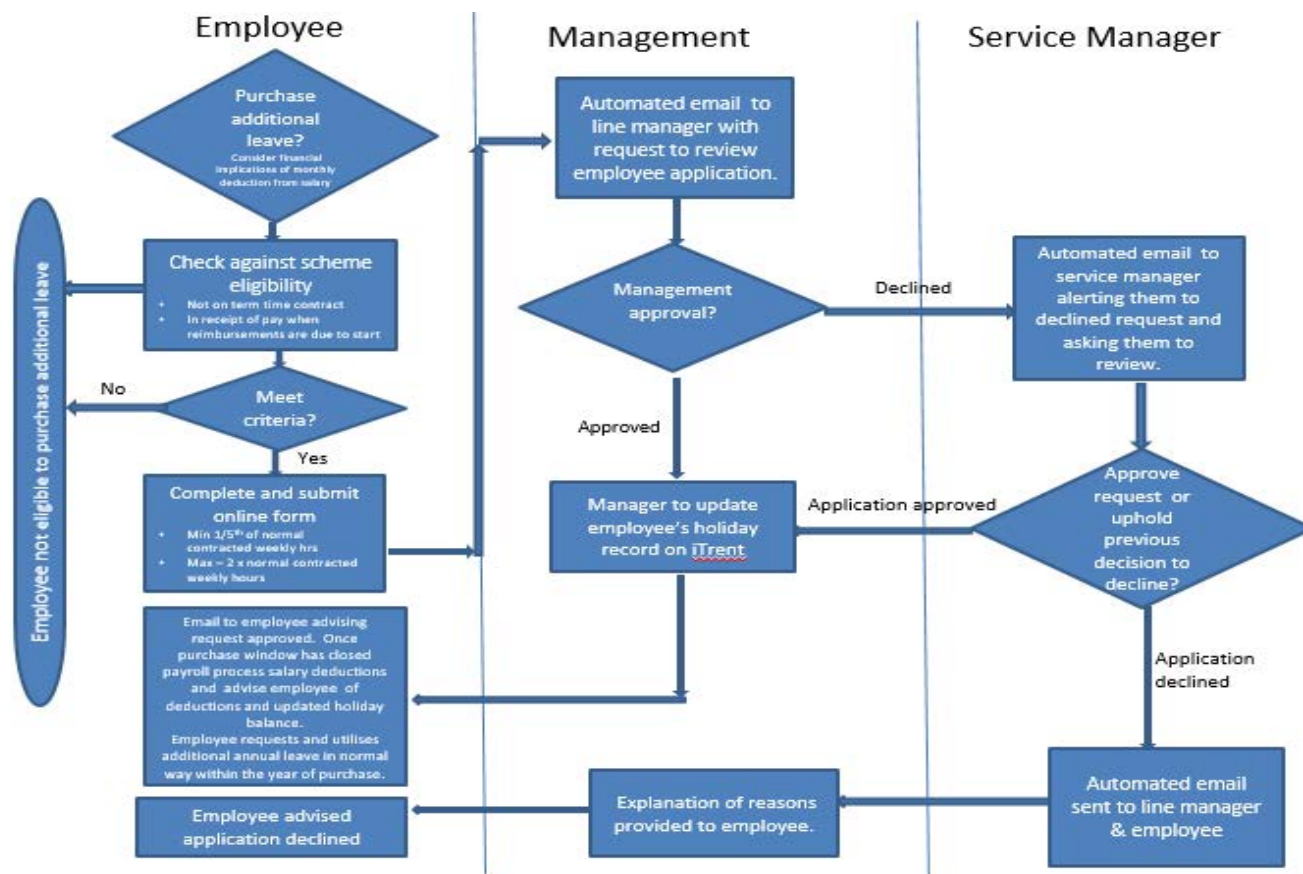 Employee
Management
Service Manager
Purchase
additional
leave?
Consider financial
implications of monthly
deduction from salary
Check against scheme
eligibility
• Not on term time contract
• In receipt of pay when
reimbursements are due to start
No
Meet
criteria?
Yes
Employee not eligible to purchase additional leave
Complete and submit
online form
• Min 1/5th of normal
contracted weekly hrs
• Max – 2 x normal contracted
weekly hours
Email to employee advising
request approved. Once
purchase window has closed
payroll process salary deductions
and advise employee of
deductions and updated holiday
balance.
Employee requests and utilises
additional annual leave in normal
way within the year of purchase.
Employee advised
application declined
Automated email to
line manager with
request to review
employee application.
Management
approval?
Declined
Approved
Manager to update
employee's holiday
record on iTrent
Application approved
Explanation of reasons
provided to employee.
Automated email to
service manager
alerting them to
declined request and
asking them to
review.
Approve
request or
uphold
previous
decision to
decline?
Application
declined
Automated email
sent to line manager
& employee